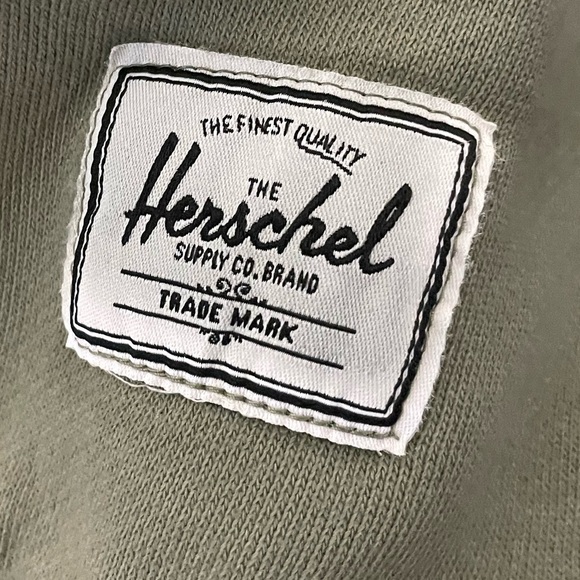 THE FINEST QUALITY
THE
Herschel
SUPPLY CO. BRAND
TRADE MARK